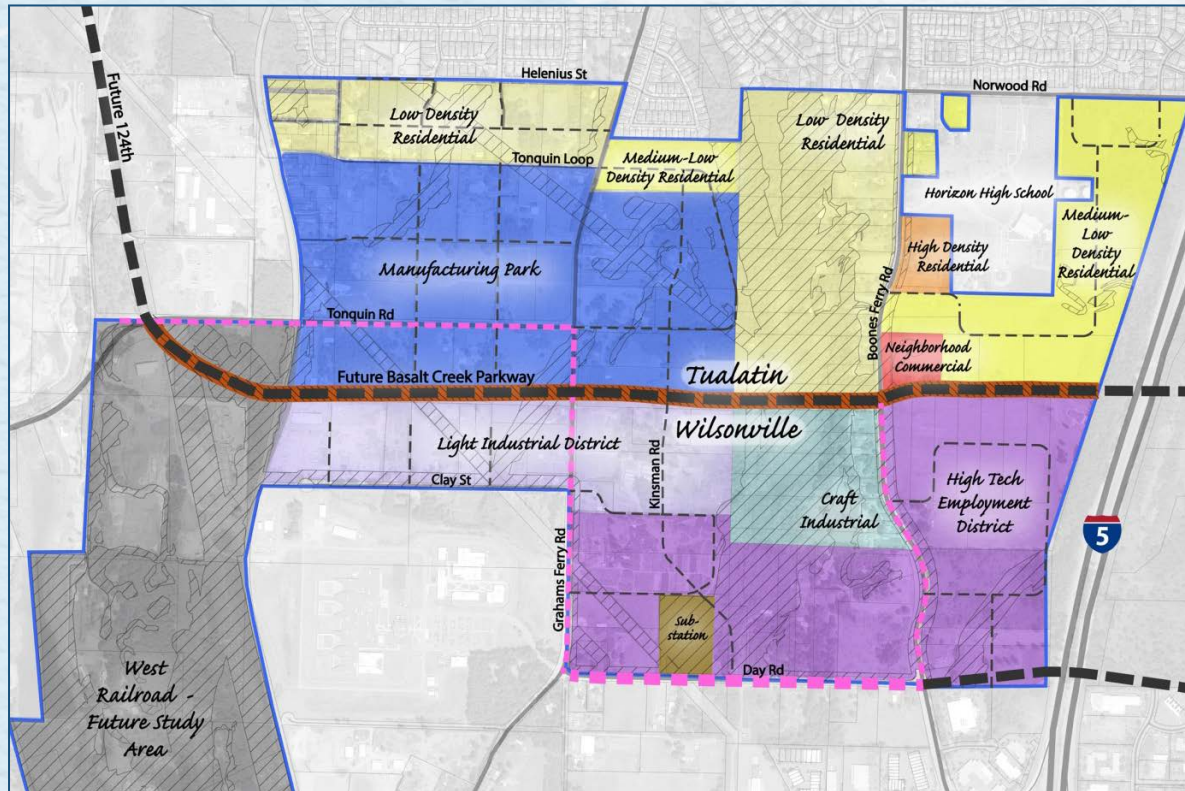 Future 124th
Helenius St
Norwood Rd
Low-Density
Residential
Tonquin Loop
Medium-Low
Density Residential
Low Density
Residential
Horizon High School
Medium-
Low
Density
Residential
High Density
Residential
Boones Ferry Rd
Manufacturing Park
Tonquin Rd
Neighborhood
Commercial
Future Basalt Creek Parkway
Tualatin
Wilsonville
Light Industrial District
Clay St
Kinsman Rd
Craft
Industrial
High Tech
Employment
District
5
Grahams Ferry Rd
Sub-
station
Day Rd
West
Railroad -
Future Study
Area